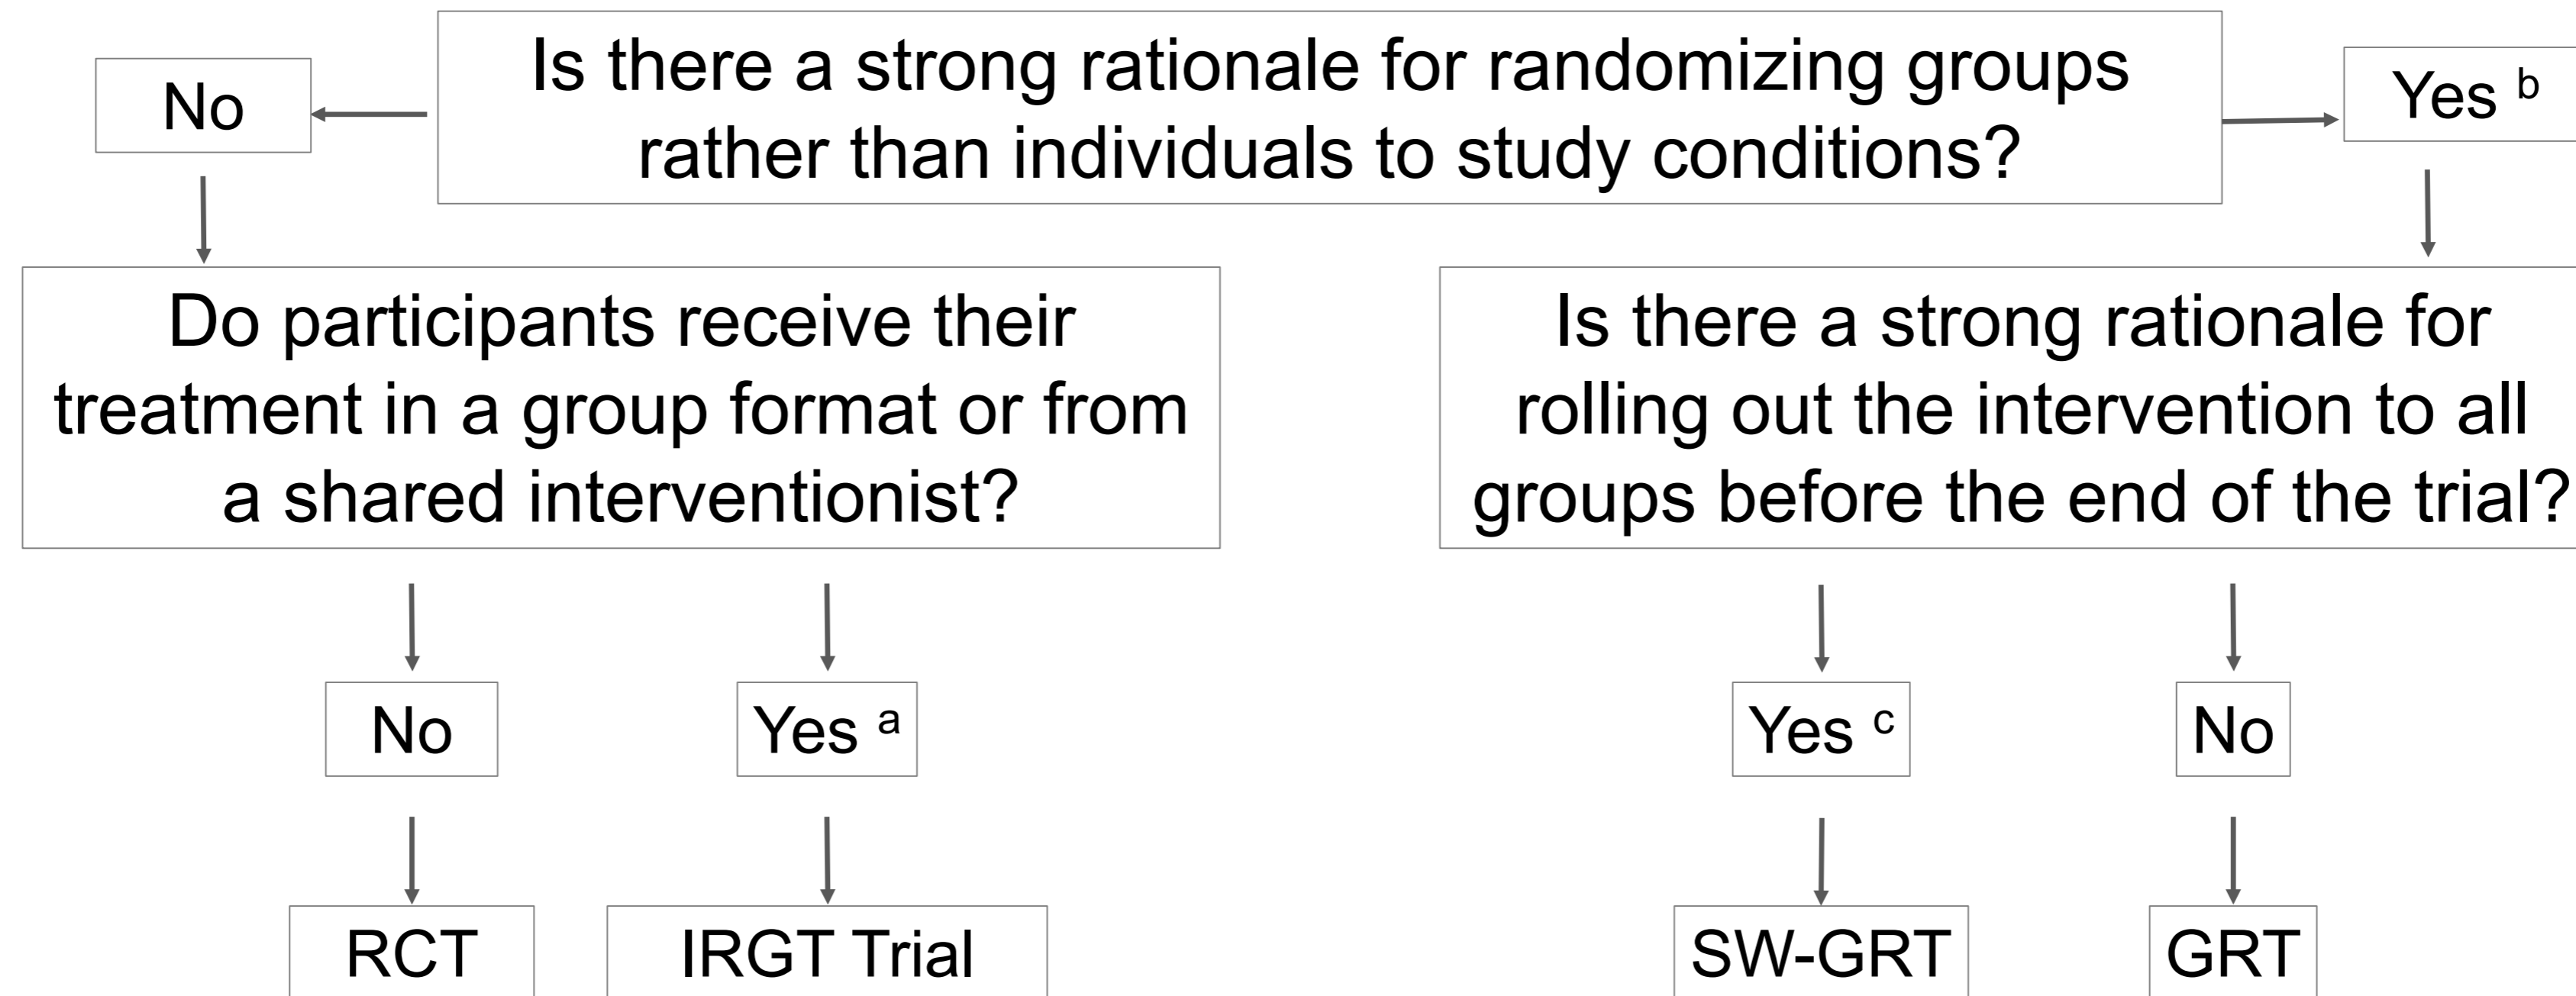 Is there a strong rationale for randomizing groups
rather than individuals to study conditions?
No
Yes ᵇ
Do participants receive their
treatment in a group format or from
a shared interventionist?
Is there a strong rationale for
rolling out the intervention to all
groups before the end of the trial?
No
Yes ᵃ
Yes ᶜ
No
RCT
IRGT Trial
SW-GRT
GRT